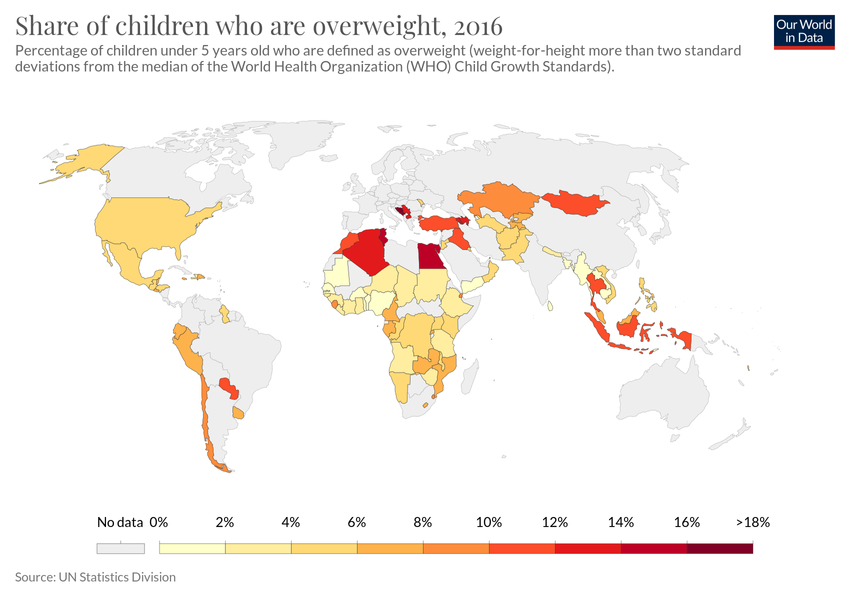 Share of children who are overweight, 2016
Our World
in Data
Percentage of children under 5 years old who are defined as overweight (weight-for-height more than two standard
deviations from the median of the World Health Organization (WHO) Child Growth Standards).
No data 0% 2% 4% 6% 8% 10% 12% 14% 16% >18%
Source: UN Statistics Division